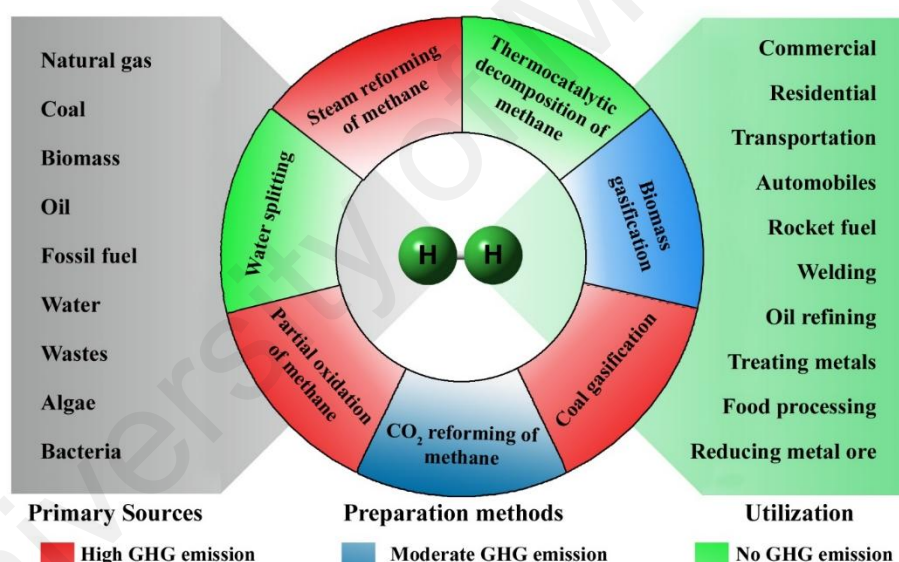 Natural gas
Coal
Biomass
Oil
Fossil fuel
Water
Wastes
Algae
Bacteria
Steam reforming
of methane
Thermocatalytic
decomposition of
methane
Biomass
gasification
Coal gasification
CO₂ reforming of
methane
Partial oxidation
of methane
Water splitting
H H
Commercial
Residential
Transportation
Automobiles
Rocket fuel
Welding
Oil refining
Treating metals
Food processing
Reducing metal ore
Primary Sources
Preparation methods
Utilization
High GHG emission
Moderate GHG emission
No GHG emission
University of M